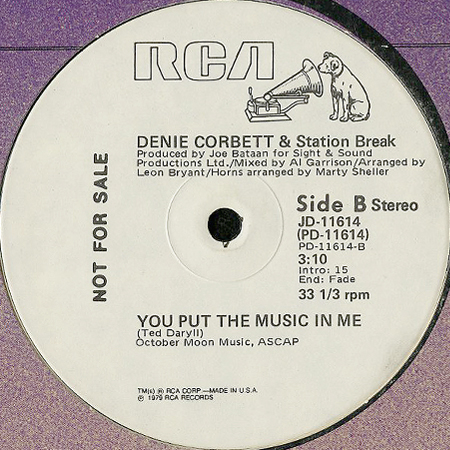 RCA
DENIE CORBETT & Station Break
Produced by Joe Bataan for Sight & Sound
Productions Ltd./Mixed by Al Garrison/Arranged by
Leon Bryant/Horns arranged by Marty Sheller
NOT FOR SALE
Side B Stereo
JD-11614
(PD-11614)
PD-11614-B
3:10
Intro: 15
End: Fade
33 1/3 rpm
YOU PUT THE MUSIC IN ME
(Ted Daryll)
October Moon Music, ASCAP
TM(s) ® RCA CORP.—MADE IN U.S.A.
℗ 1979 RCA RECORDS